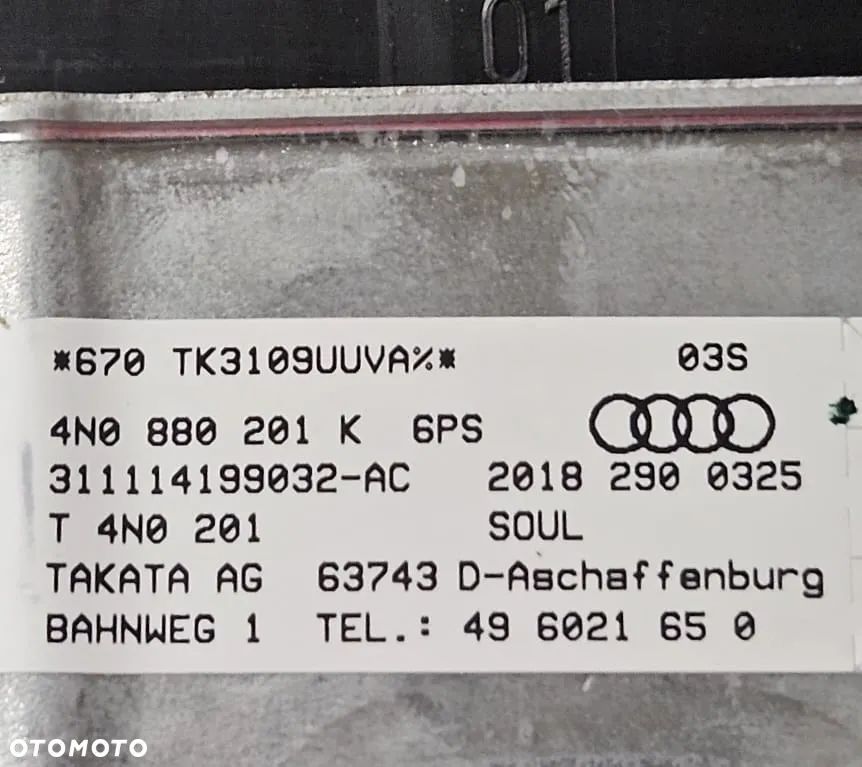 01
*670 TK3109UUVA%* 03S
4N0 880 201 K 6PS
311114199032-AC 2018 290 0325
T 4N0 201 SOUL
TAKATA AG 63743 D-Aschaffenburg
BAHNWEG 1 TEL.: 49 6021 65 0
OTOMOTO